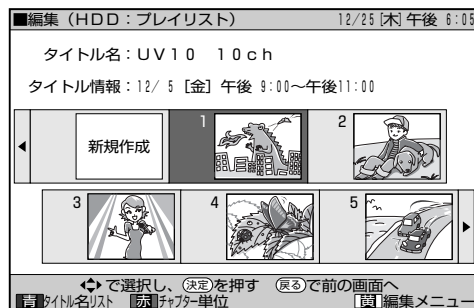 ■編集（HDD：プレイリスト） 12/25[木]午後 6:05
タイトル名：UV10 10ch
タイトル情報：12/ 5 [金] 午後 9:00～午後11:00
新規作成 1 2
3 4 5
で選択し、決定を押す 戻るで前の画面へ
青 タイトル名リスト 赤 チャプター単位 黄 編集メニュー